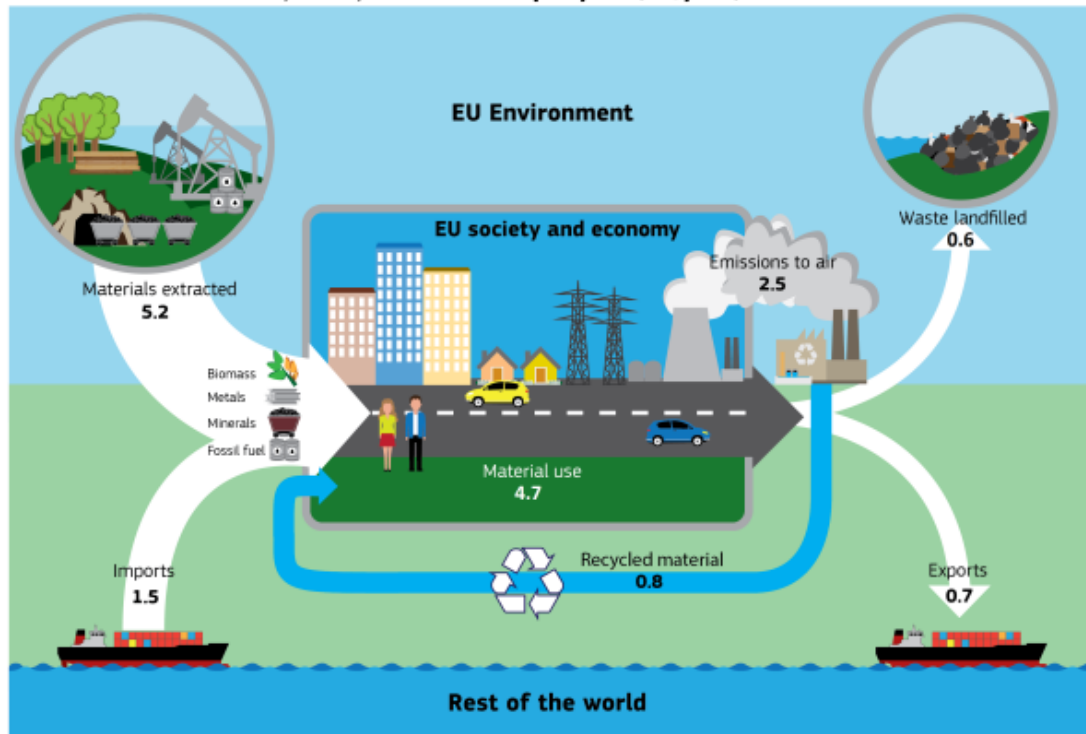 EU Environment
Materials extracted
5.2
Waste landfilled
0.6
EU society and economy
Emissions to air
2.5
Biomass
Metals
Minerals
Fossil fuel
Material use
4.7
Imports
1.5
Recycled material
0.8
Exports
0.7
Rest of the world